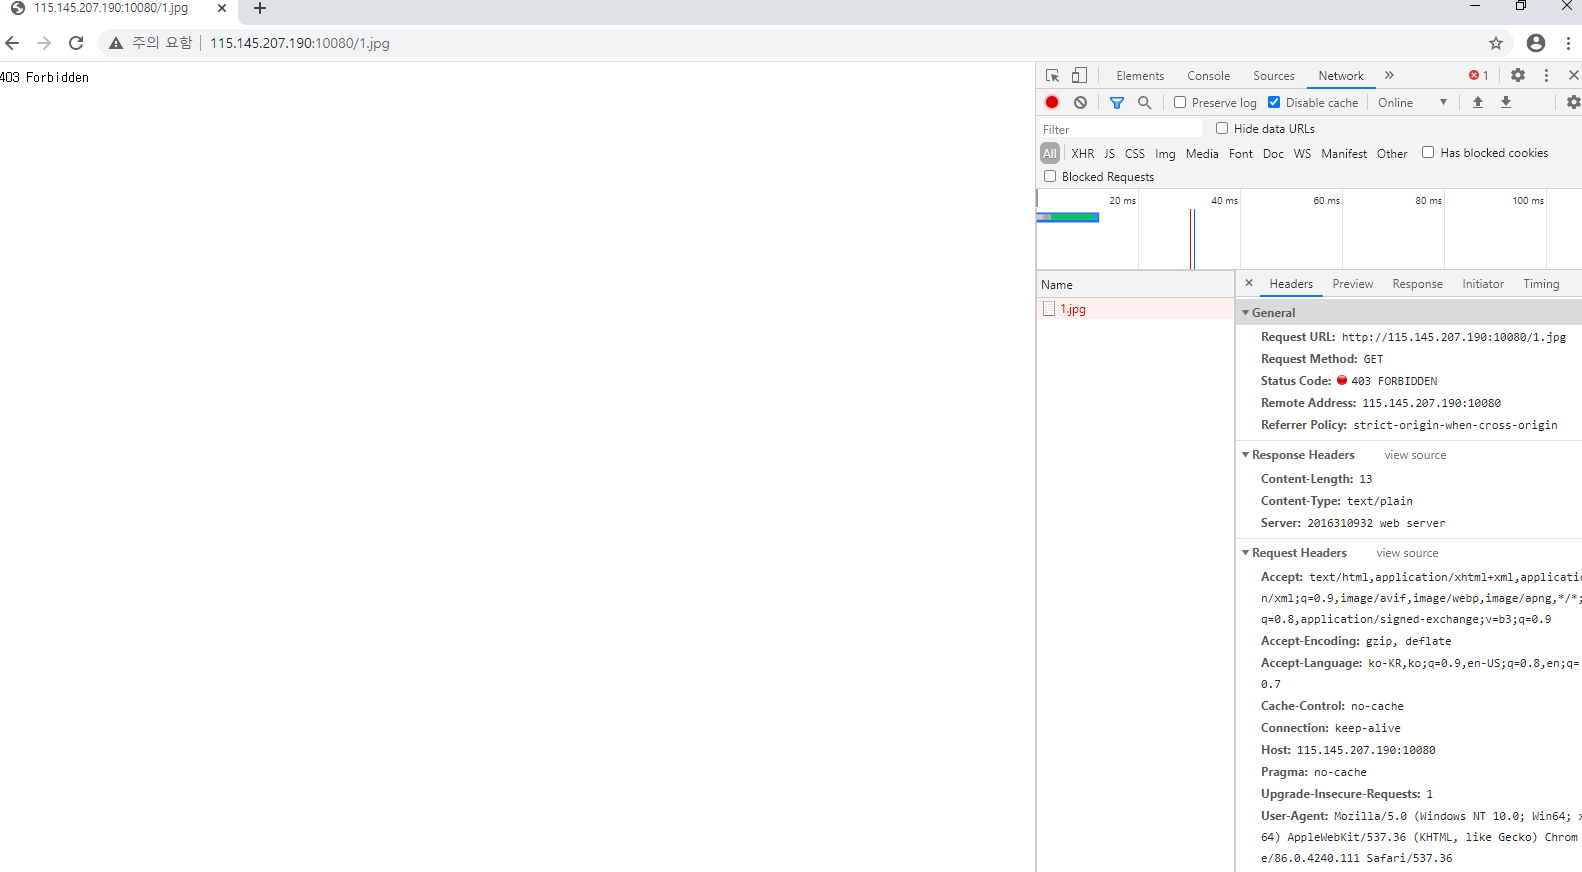 115.145.207.190:10080/1.jpg
주의 요함 115.145.207.190:10080/1.jpg
403 Forbidden
Elements Console Sources Network 1
Preserve log Disable cache Online
Filter Hide data URLs
All XHR JS CSS Img Media Font Doc WS Manifest Other Has blocked cookies
Blocked Requests
20 ms 40 ms 60 ms 80 ms 100 ms
Name
1.jpg
Headers Preview Response Initiator Timing
General
Request URL: http://115.145.207.190:10080/1.jpg
Request Method: GET
Status Code: 403 FORBIDDEN
Remote Address: 115.145.207.190:10080
Referrer Policy: strict-origin-when-cross-origin
Response Headers view source
Content-Length: 13
Content-Type: text/plain
Server: 2016310932 web server
Request Headers view source
Accept: text/html,application/xhtml+xml,applicatio
n/xml;q=0.9,image/avif,image/webp,image/apng,*/*;
q=0.8,application/signed-exchange;v=b3;q=0.9
Accept-Encoding: gzip, deflate
Accept-Language: ko-KR,ko;q=0.9,en-US;q=0.8,en;q=
0.7
Cache-Control: no-cache
Connection: keep-alive
Host: 115.145.207.190:10080
Pragma: no-cache
Upgrade-Insecure-Requests: 1
User-Agent: Mozilla/5.0 (Windows NT 10.0; Win64; x
64) AppleWebKit/537.36 (KHTML, like Gecko) Chrom
e/86.0.4240.111 Safari/537.36